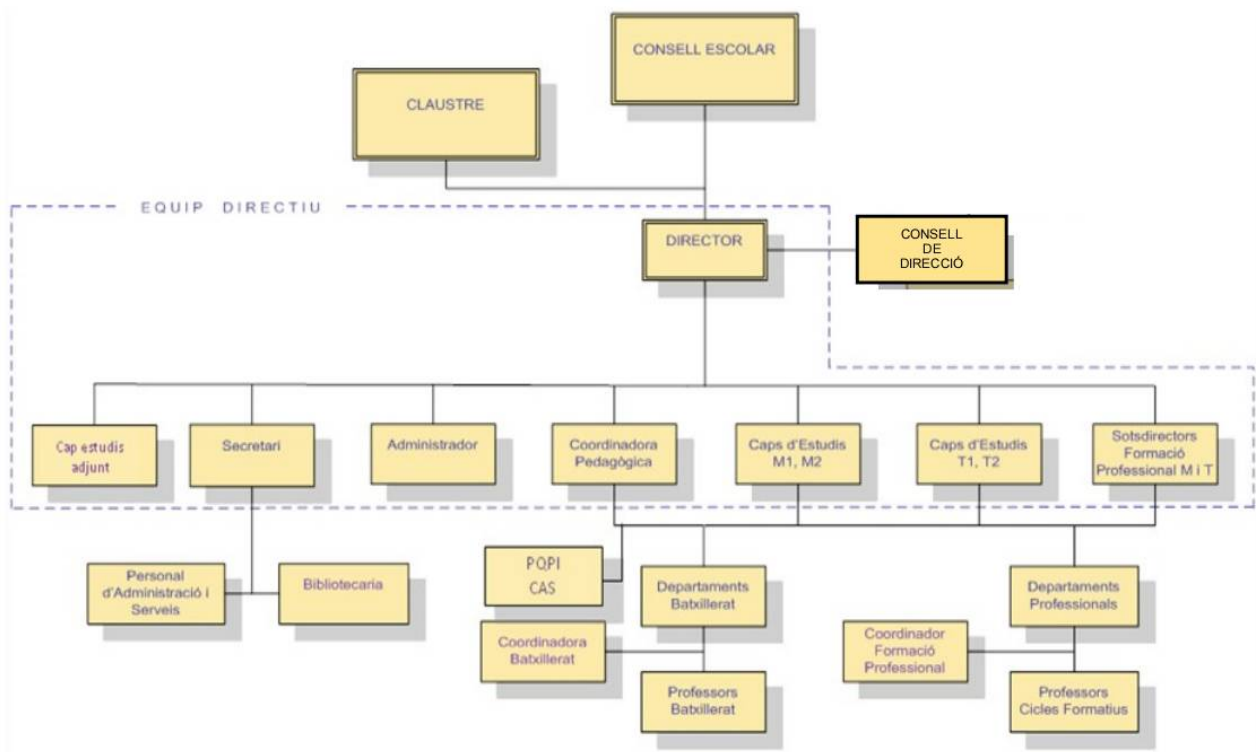 CONSELL ESCOLAR
CLAUSTRE
EQUIP DIRECTIU
DIRECTOR
CONSELL
DE
DIRECCIÓ
Cap estudis
adjunt
Secretari
Administrador
Coordinadora
Pedagògica
Caps d'Estudis
M1, M2
Caps d'Estudis
T1, T2
Sotsdirectors
Formació
Professional M i T
Personal
d'Administració i
Serveis
Bibliotecaria
PQPI
CAS
Departaments
Batxillerat
Departaments
Professionals
Coordinadora
Batxillerat
Coordinador
Formació
Professional
Professors
Batxillerat
Professors
Cicles Formatius